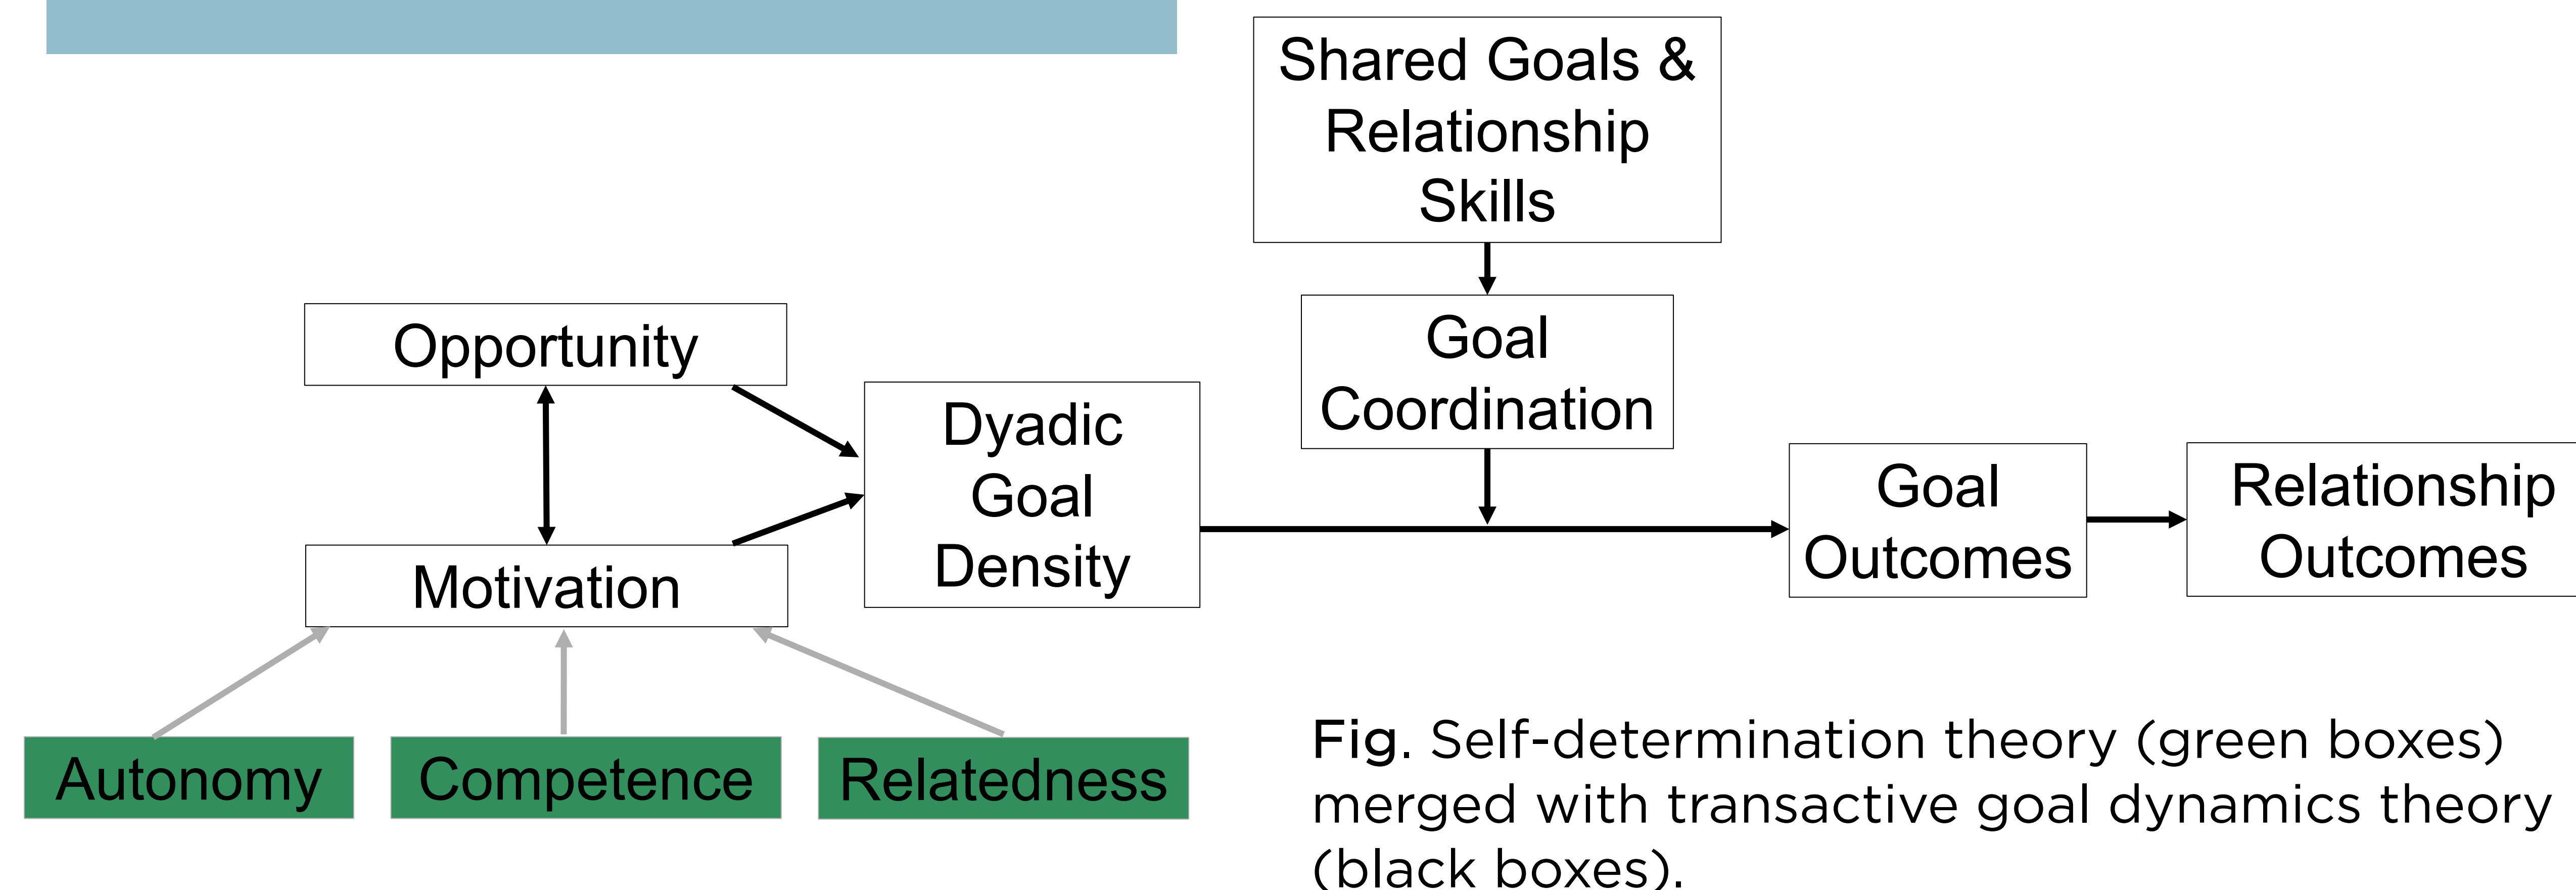 Shared Goals &
Relationship
Skills
Opportunity
Goal
Coordination
Dyadic
Goal
Density
Motivation
Goal
Outcomes
Relationship
Outcomes
Autonomy
Competence
Relatedness
Fig. Self-determination theory (green boxes)
merged with transactive goal dynamics theory
(black boxes).